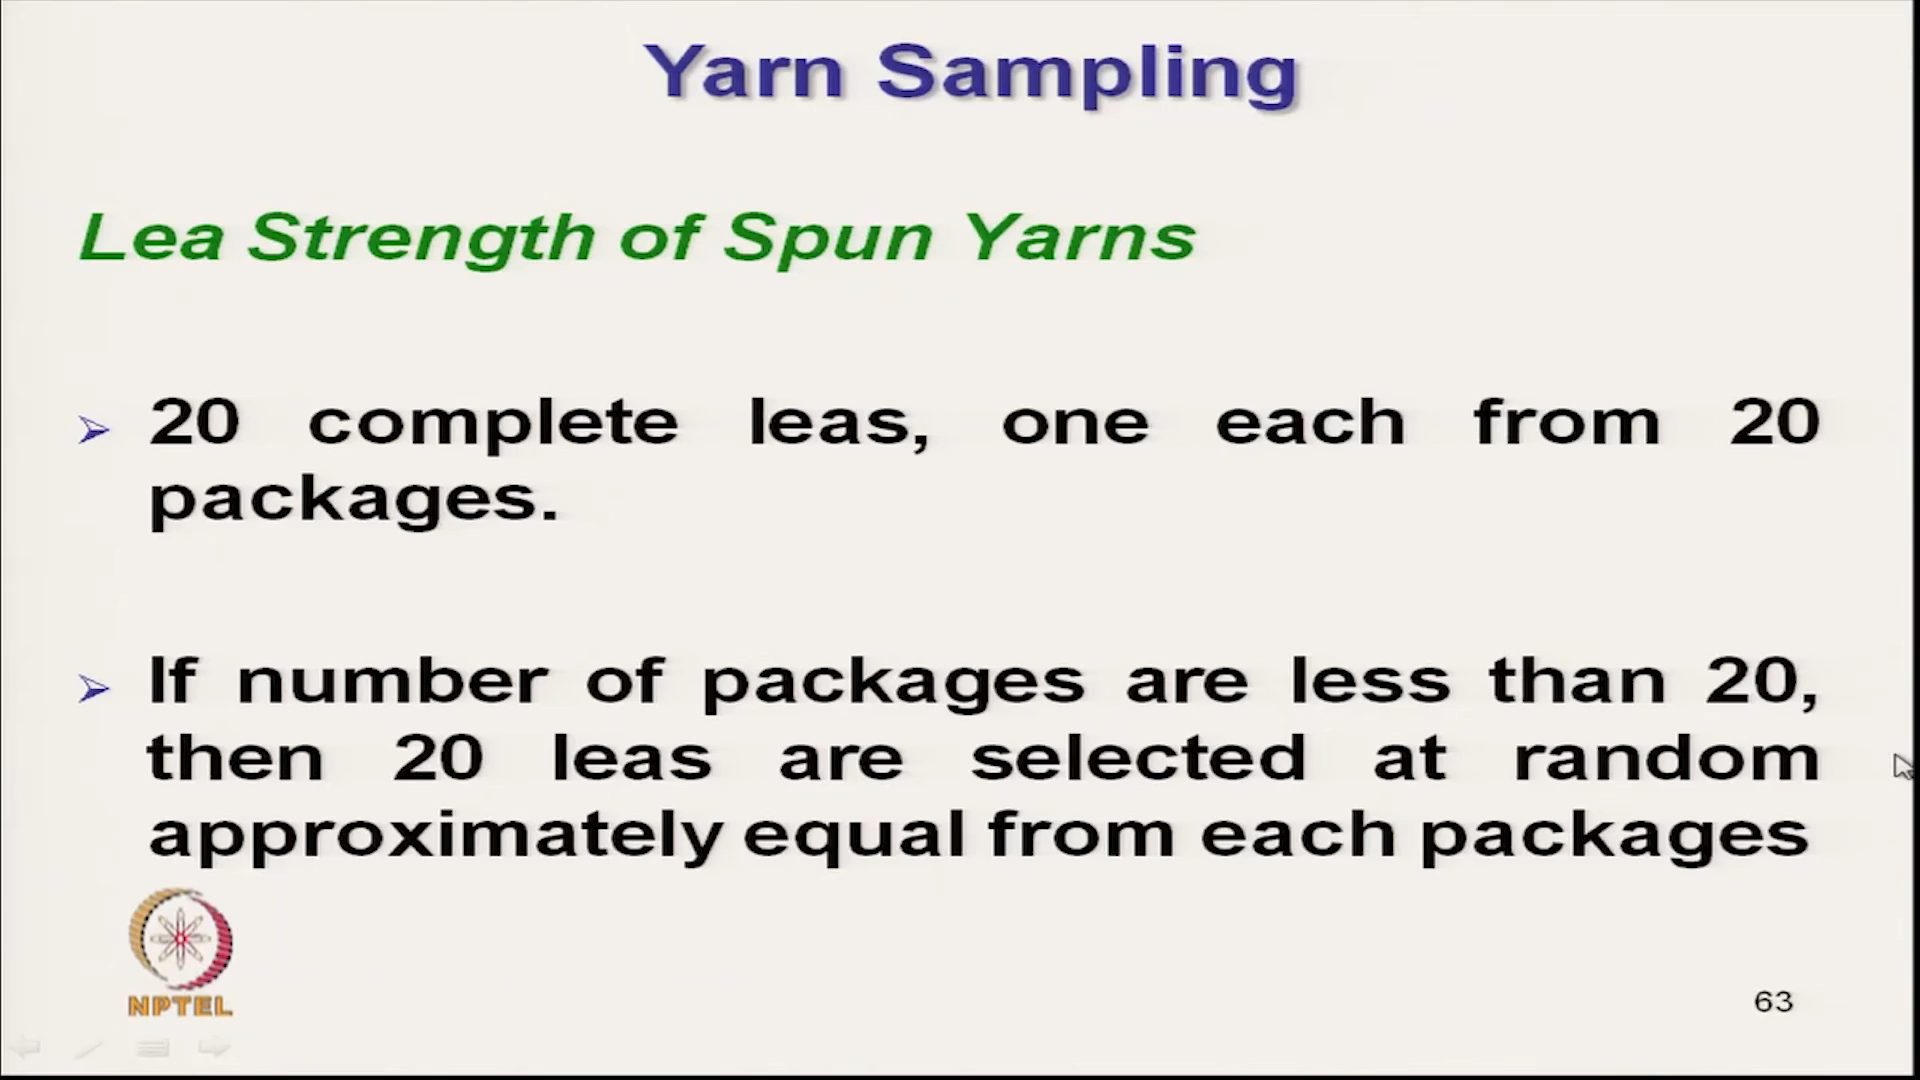 Yarn Sampling
Lea Strength of Spun Yarns
20 complete leas, one each from 20
packages.
If number of packages are less than 20,
then 20 leas are selected at random
approximately equal from each packages
NPTEL
63